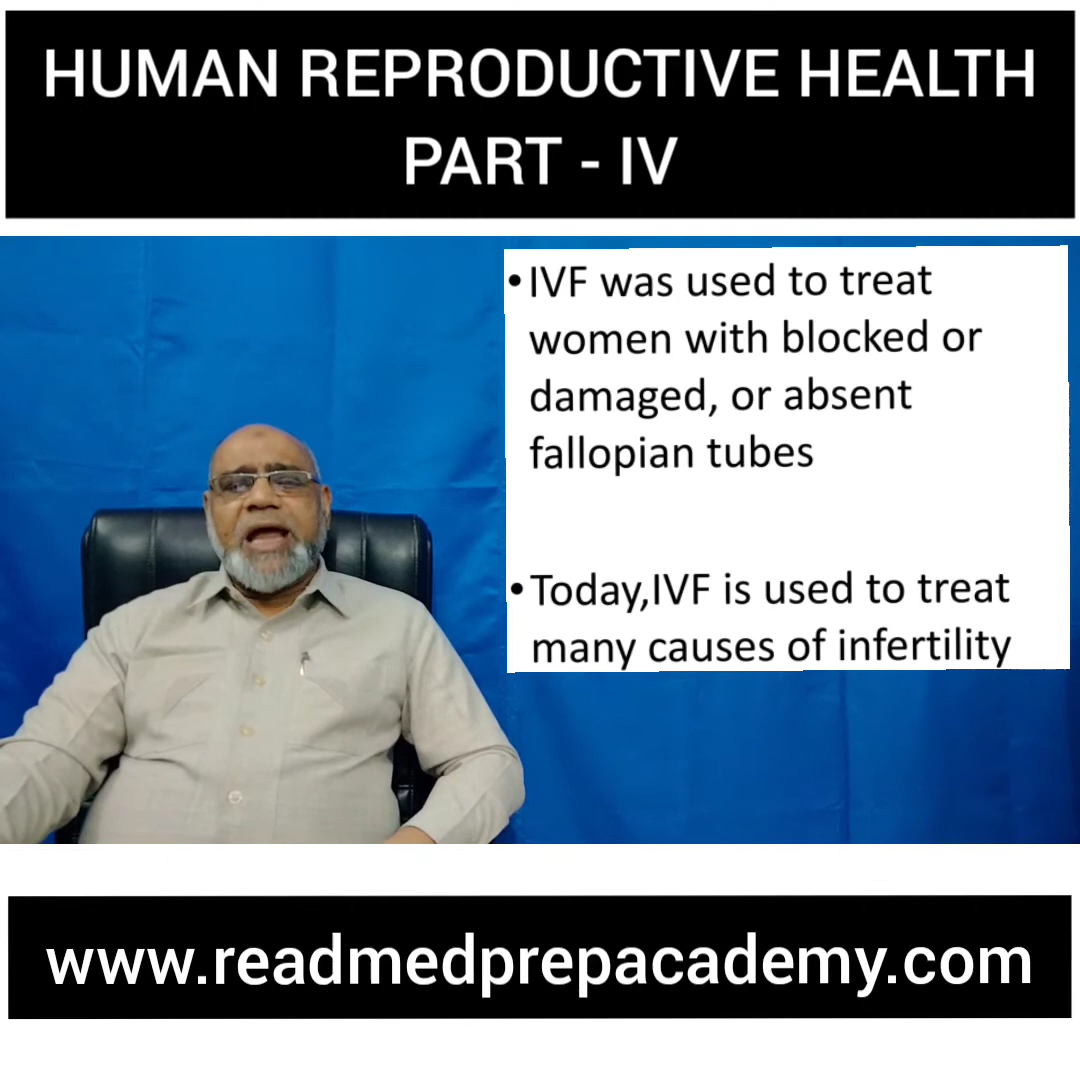 HUMAN REPRODUCTIVE HEALTH
PART - IV
•IVF was used to treat
women with blocked or
damaged, or absent
fallopian tubes
•Today,IVF is used to treat
many causes of infertility
www.readmedprepacademy.com